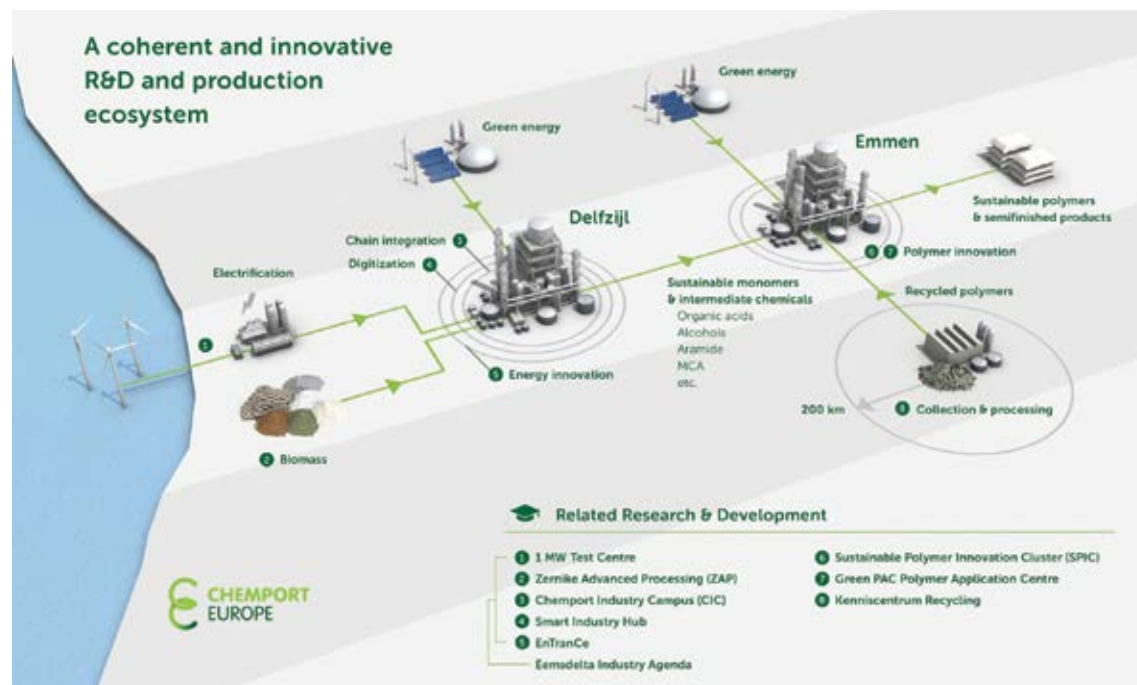 A coherent and innovative
R&D and production
ecosystem
Green energy
Green energy
Emmen
Sustainable polymers
& semifinished products
Delfzijl
Chain integration 3
Digitization 4
6 7 Polymer innovation
Electrification
Sustainable monomers
& intermediate chemicals
Organic acids
Alcohols
Aramide
MCA
etc.
Recycled polymers
1
5 Energy innovation
200 km
8 Collection & processing
2 Biomass
Related Research & Development
1 1 MW Test Centre
2 Zernike Advanced Processing (ZAP)
3 Chemport Industry Campus (CIC)
4 Smart Industry Hub
5 EnTranCe
Eemsdelta Industry Agenda
6 Sustainable Polymer Innovation Cluster (SPIC)
7 Green PAC Polymer Application Centre
8 Kenniscentrum Recycling
CHEMPORT
EUROPE